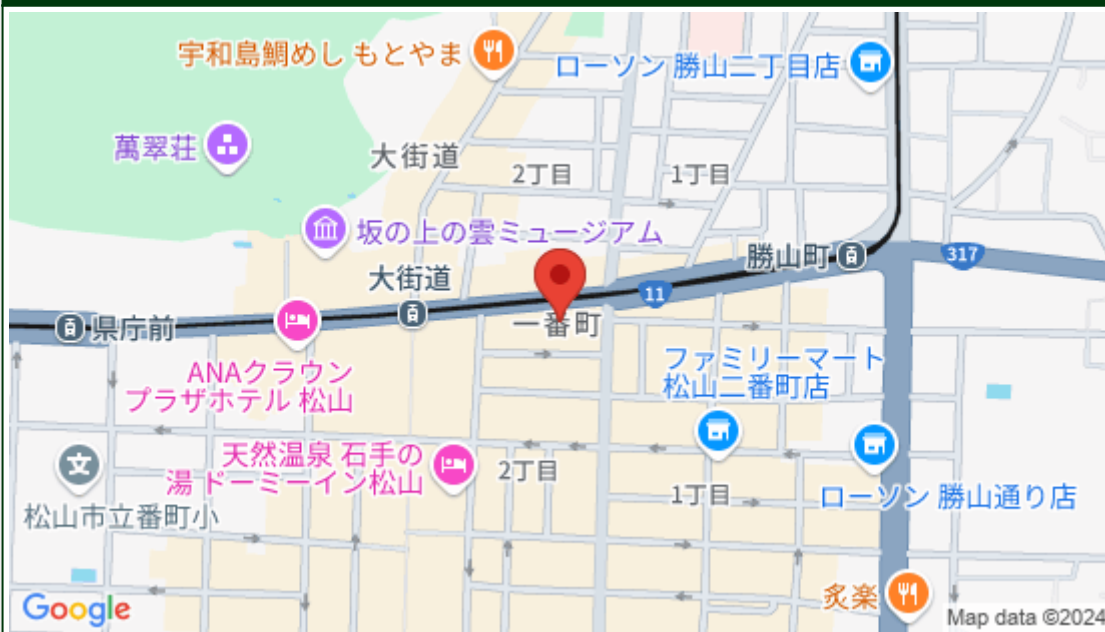 宇和島鯛めし もとやま
ローソン 勝山二丁目店
萬翠荘
大街道
2丁目
1丁目
坂の上の雲ミュージアム
勝山町
317
大街道
11
県庁前
一番町
ANAクラウン
プラザホテル 松山
ファミリーマート
松山二番町店
文
天然温泉 石手の
湯 ドーミーイン松山
2丁目
1丁目
ローソン 勝山通り店
松山市立番町小
炙楽
Google
Map data ©2024